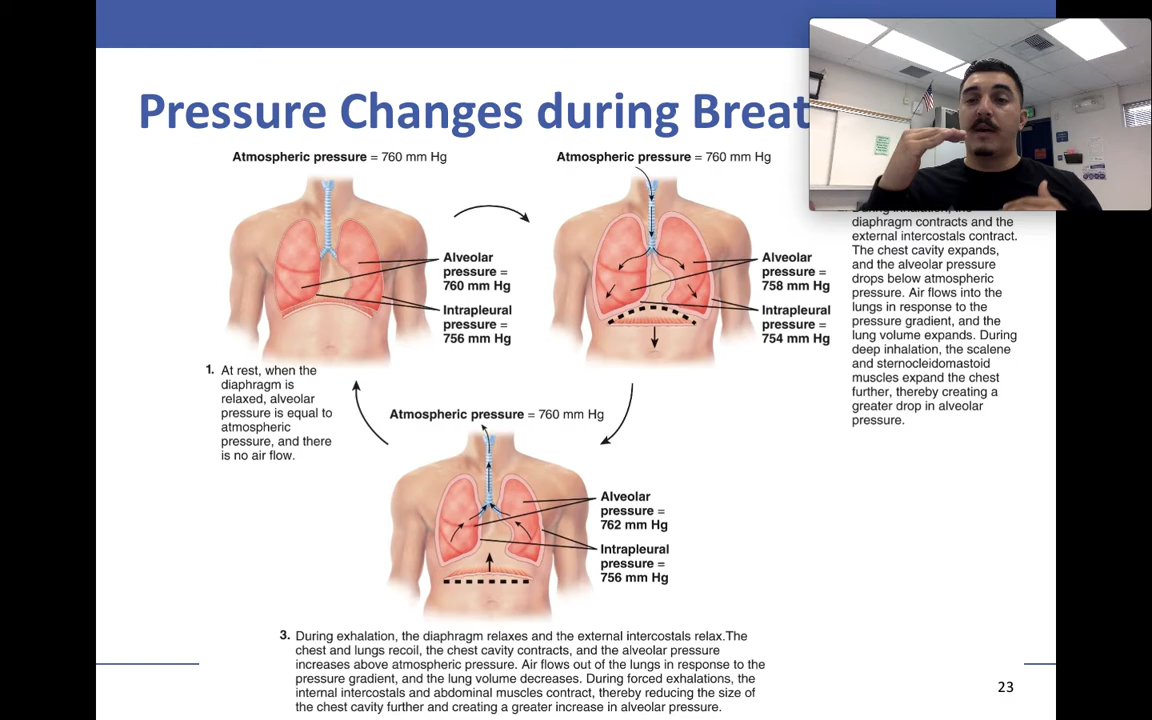 Pressure Changes during Breat
Atmospheric pressure = 760 mm Hg
Alveolar
pressure =
760 mm Hg
Intrapleural
pressure =
756 mm Hg
1. At rest, when the
diaphragm is
relaxed, alveolar
pressure is equal to
atmospheric
pressure, and there
is no air flow.
Atmospheric pressure = 760 mm Hg
Alveolar
pressure =
758 mm Hg
Intrapleural
pressure =
754 mm Hg
During inhalation, the
diaphragm contracts and the
external intercostals contract.
The chest cavity expands,
and the alveolar pressure
drops below atmospheric
pressure. Air flows into the
lungs in response to the
pressure gradient, and the
lung volume expands. During
deep inhalation, the scalene
and sternocleidomastoid
muscles expand the chest
further, thereby creating a
greater drop in alveolar
pressure.
Atmospheric pressure = 760 mm Hg
Alveolar
pressure =
762 mm Hg
Intrapleural
pressure =
756 mm Hg
3. During exhalation, the diaphragm relaxes and the external intercostals relax.The
chest and lungs recoil, the chest cavity contracts, and the alveolar pressure
increases above atmospheric pressure. Air flows out of the lungs in response to the
pressure gradient, and the lung volume decreases. During forced exhalations, the
internal intercostals and abdominal muscles contract, thereby reducing the size of
the chest cavity further and creating a greater increase in alveolar pressure.
23